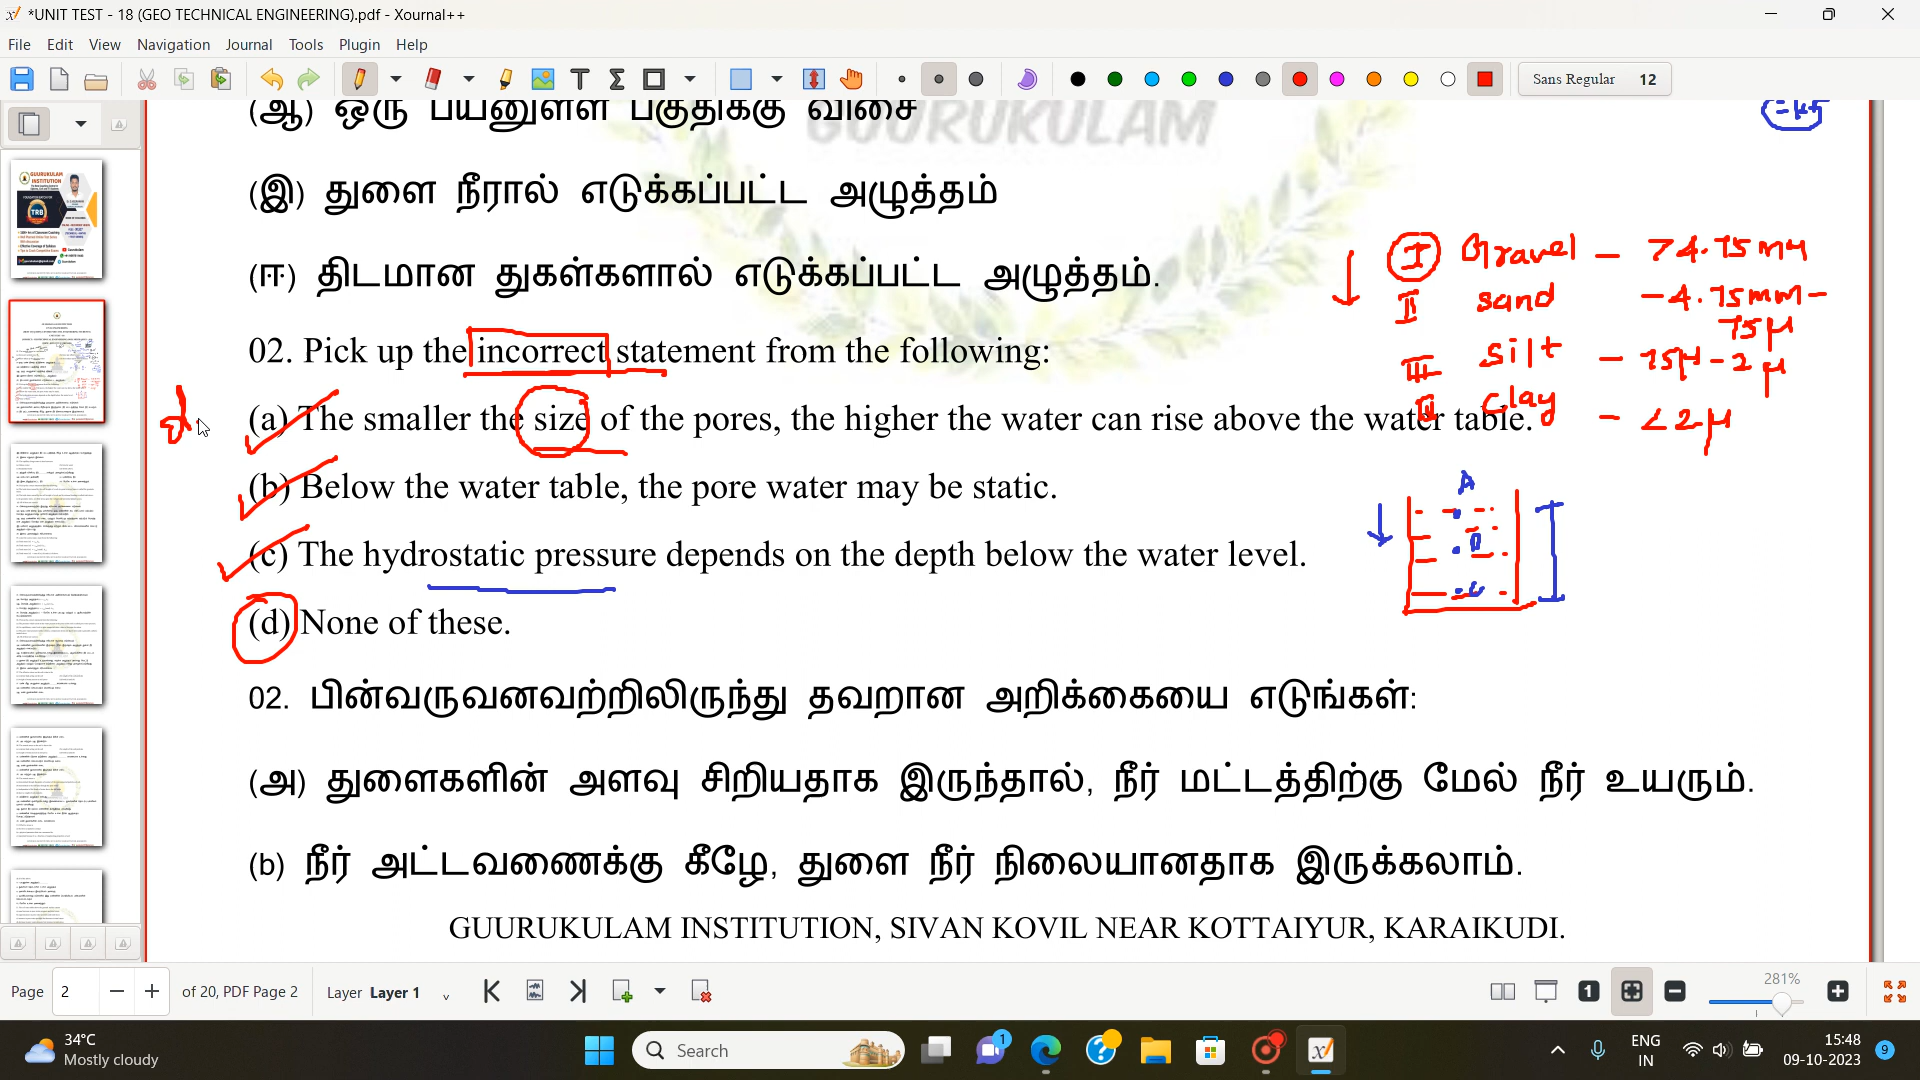 *UNIT TEST - 18 (GEO TECHNICAL ENGINEERING).pdf - Xournal++
File Edit View Navigation Journal Tools Plugin Help
Sans Regular 12
GUURUKULAM
(ஆ) ஒரு பயனுள்ள பகுதிக்கு விசை
(இ) துளை நீரால் எடுக்கப்பட்ட அழுத்தம்
(ஈ) திடமான துகள்களால் எடுக்கப்பட்ட அழுத்தம்.
I Gravel – 74.75mm
II sand – 4.75mm –
75μ
III silt – 75μ – 2μ
clay – <2μ
02. Pick up the incorrect statement from the following:
d
(a) The smaller the size of the pores, the higher the water can rise above the water table.
(b) Below the water table, the pore water may be static.
A
(c) The hydrostatic pressure depends on the depth below the water level.
(d) None of these.
02. பின்வருவனவற்றிலிருந்து தவறான அறிக்கையை எடுங்கள்:
(அ) துளைகளின் அளவு சிறியதாக இருந்தால், நீர் மட்டத்திற்கு மேல் நீர் உயரும்.
(b) நீர் அட்டவணைக்கு கீழே, துளை நீர் நிலையானதாக இருக்கலாம்.
GUURUKULAM INSTITUTION, SIVAN KOVIL NEAR KOTTAIYUR, KARAIKUDI.
Page 2 of 20, PDF Page 2 Layer Layer 1 281%
34°C
Mostly cloudy
Search
1
ENG
IN
15:48
09-10-2023
9